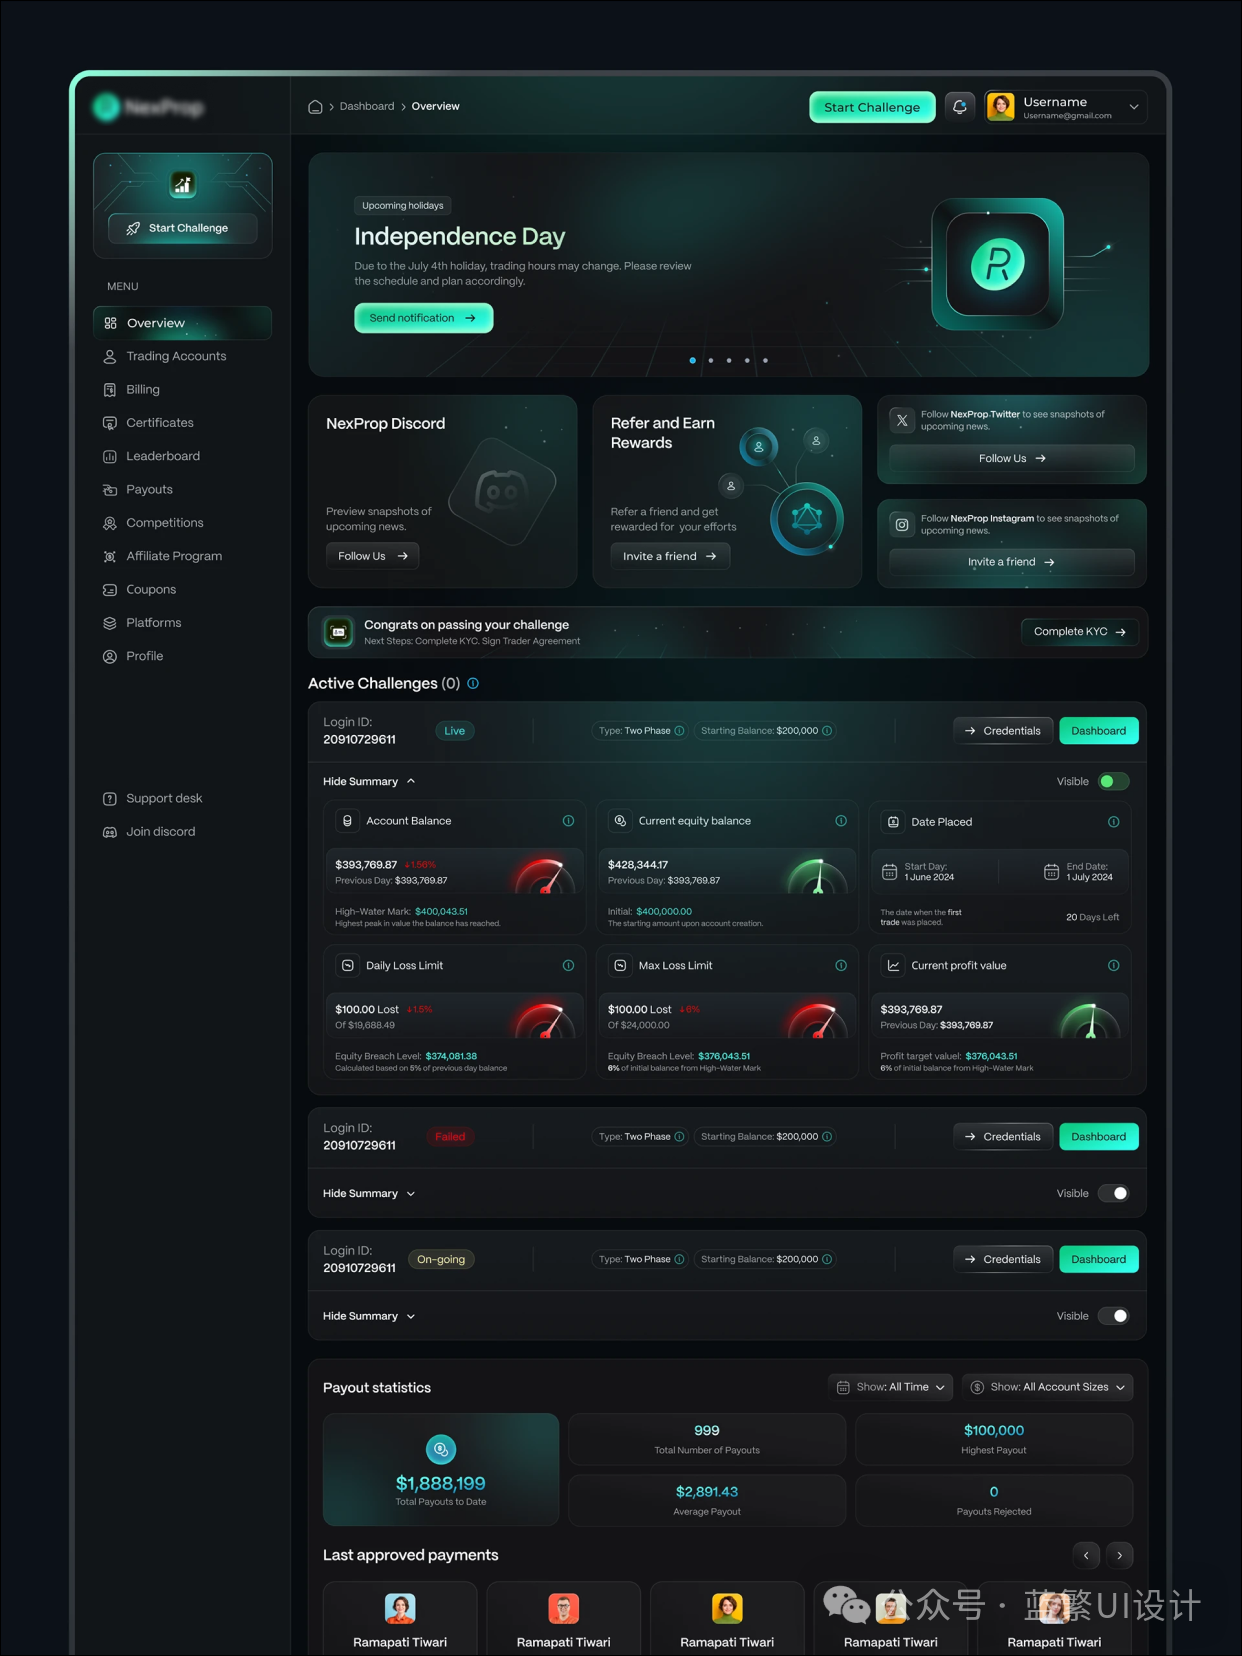 NexProp
Dashboard
Overview
Start Challenge
Username
Username@gmail.com
Start Challenge
MENU
Overview
Trading Accounts
Billing
Certificates
Leaderboard
Payouts
Competitions
Affiliate Program
Coupons
Platforms
Profile
Support desk
Join discord
Upcoming holidays
Independence Day
Due to the July 4th holiday, trading hours may change. Please review
the schedule and plan accordingly.
Send notification
NexProp Discord
Preview snapshots of
upcoming news.
Follow Us
Refer and Earn
Rewards
Refer a friend and get
rewarded for your efforts
Invite a friend
Follow NexProp Twitter to see snapshots of
upcoming news.
Follow Us
Follow NexProp Instagram to see snapshots of
upcoming news.
Invite a friend
Congrats on passing your challenge
Next Steps: Complete KYC. Sign Trader Agreement
Complete KYC
Active Challenges (0)
Login ID:
20910729611
Live
Type: Two Phase
Starting Balance: $200,000
Credentials
Dashboard
Hide Summary
Visible
Account Balance
$393,769.87 ↓1.56%
Previous Day: $393,769.87
High-Water Mark: $400,043.51
Highest peak in value the balance has reached.
Current equity balance
$428,344.17
Previous Day: $393,769.87
Initial: $400,000.00
The starting amount upon account creation.
Date Placed
Start Day:
1 June 2024
End Date:
1 July 2024
The date when the first
trade was placed.
20 Days Left
Daily Loss Limit
$100.00 Lost ↓1.5%
Of $19,688.49
Equity Breach Level: $374,081.38
Calculated based on 5% of previous day balance
Max Loss Limit
$100.00 Lost ↓6%
Of $24,000.00
Equity Breach Level: $376,043.51
6% of initial balance from High-Water Mark
Current profit value
$393,769.87
Previous Day: $393,769.87
Profit target valuel: $376,043.51
6% of initial balance from High-Water Mark
Login ID:
20910729611
Failed
Type: Two Phase
Starting Balance: $200,000
Credentials
Dashboard
Hide Summary
Visible
Login ID:
20910729611
On-going
Type: Two Phase
Starting Balance: $200,000
Credentials
Dashboard
Hide Summary
Visible
Payout statistics
Show: All Time
Show: All Account Sizes
$1,888,199
Total Payouts to Date
999
Total Number of Payouts
$100,000
Highest Payout
$2,891.43
Average Payout
0
Payouts Rejected
Last approved payments
Ramapati Tiwari
Ramapati Tiwari
Ramapati Tiwari
Ramapati Tiwari
Ramapati Tiwari
公众号 · 蓝繁UI设计